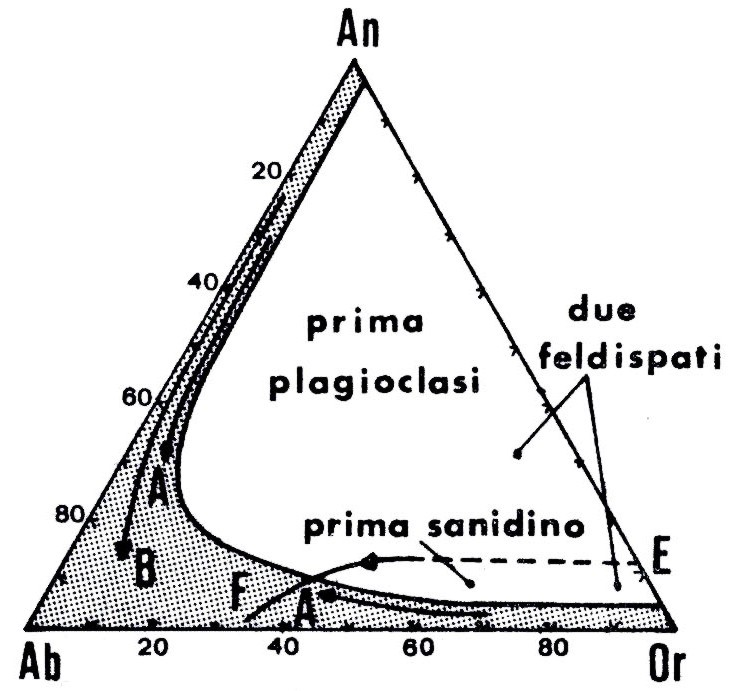 An
20
40
due
feldispati
prima
plagioclasi
60
A
80
prima sanidino
E
B
F
A
Ab
20
40
60
80
Or